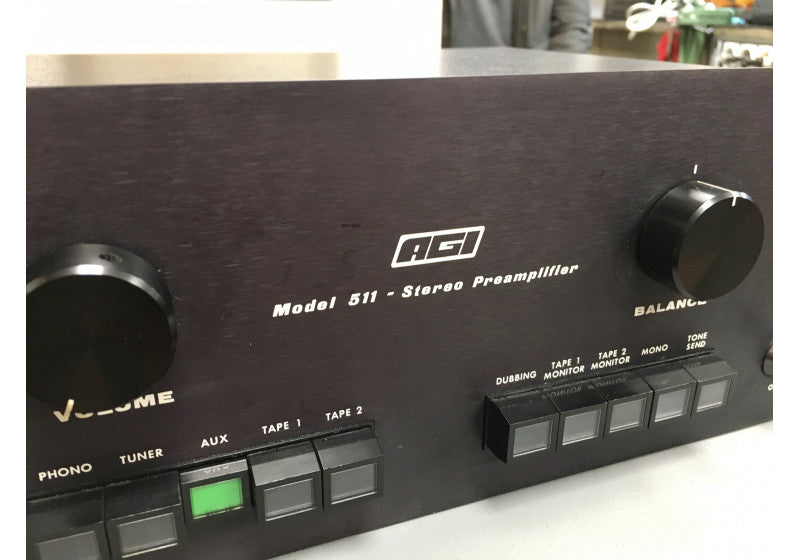 AGI
Model 511 - Stereo Preamplifier
BALANCE
VOLUME
PHONO
TUNER
AUX
TAPE 1
TAPE 2
DUBBING
TAPE 1
MONITOR
TAPE 2
MONITOR
MONO
TONE
SEND